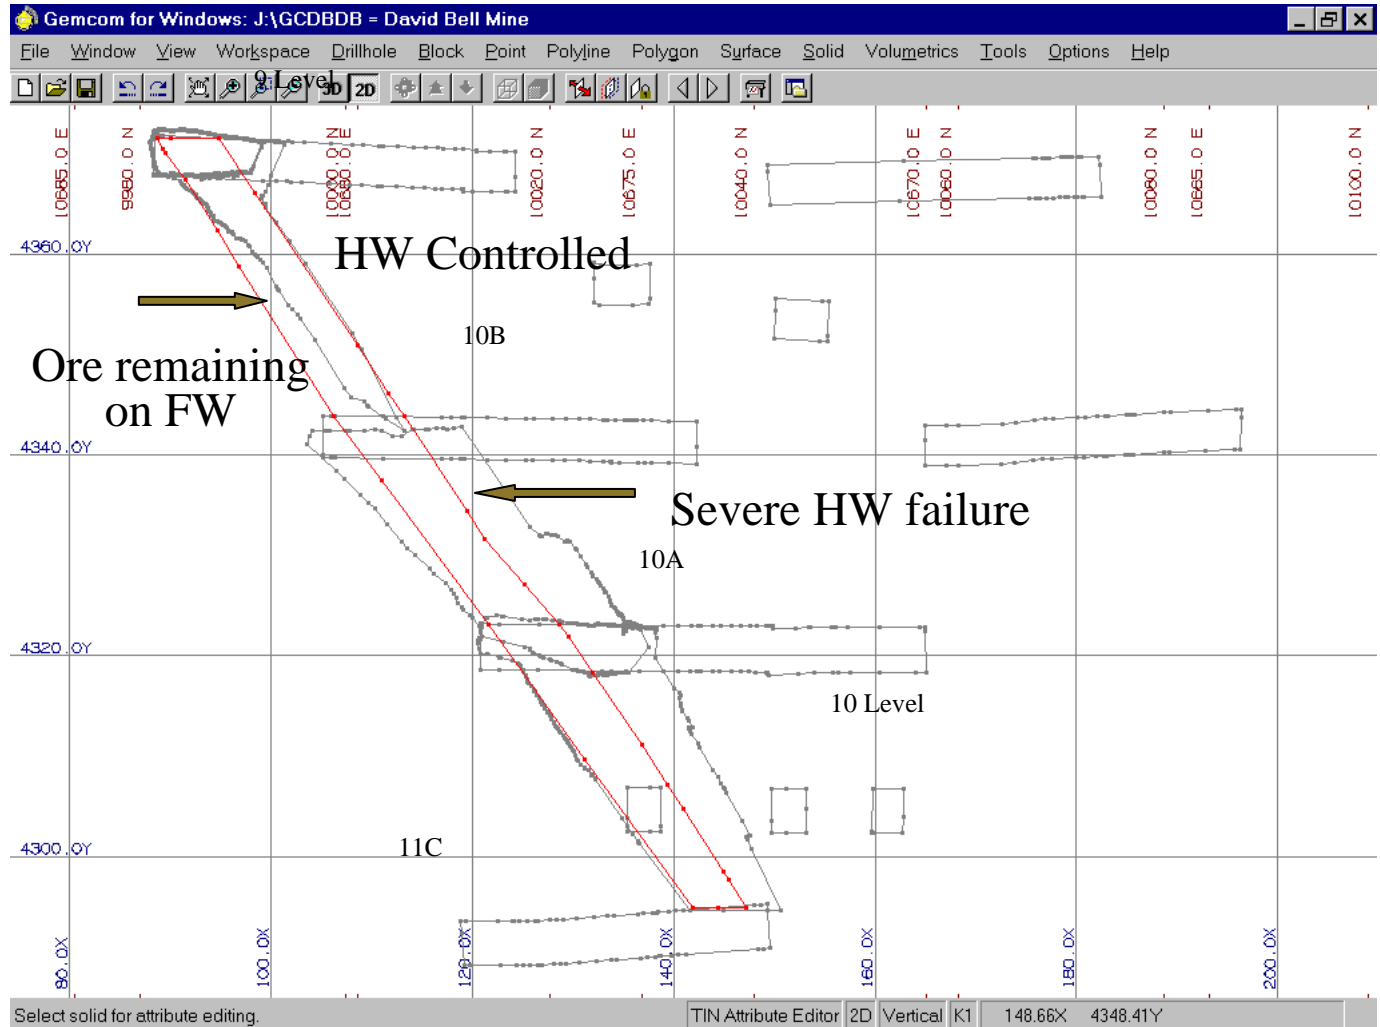 Gemcom for Windows: J:\GCDBDB = David Bell Mine
File Window View Workspace Drillhole Block Point Polyline Polygon Surface Solid Volumetrics Tools Options Help
9 Level
3D 2D
10685.0 E
9980.0 N
10000.0 N
10680.0 E
10020.0 N
10675.0 E
10040.0 N
10670.0 E
10060.0 N
10080.0 N
10665.0 E
10100.0 N
4360.0Y
HW Controlled
10B
Ore remaining
on FW
4340.0Y
Severe HW failure
10A
4320.0Y
10 Level
11C
4300.0Y
80.0X
100.0X
120.0X
140.0X
160.0X
180.0X
200.0X
Select solid for attribute editing.
TIN Attribute Editor 2D Vertical K1 148.66X 4348.41Y